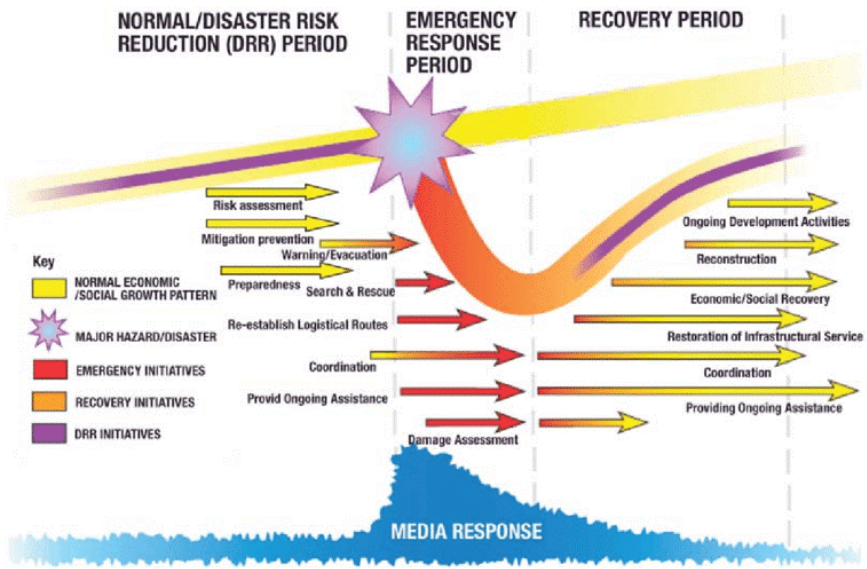 NORMAL/DISASTER RISK
REDUCTION (DRR) PERIOD
EMERGENCY
RESPONSE
PERIOD
RECOVERY PERIOD
Risk assessment
Mitigation prevention
Warning/Evacuation
Preparedness
Search & Rescue
Re-establish Logistical Routes
Coordination
Provid Ongoing Assistance
Damage Assessment
Ongoing Development Activities
Reconstruction
Economic/Social Recovery
Restoration of Infrastructural Service
Coordination
Providing Ongoing Assistance
Key
NORMAL ECONOMIC
/SOCIAL GROWTH PATTERN
MAJOR HAZARD/DISASTER
EMERGENCY INITIATIVES
RECOVERY INITIATIVES
DRR INITIATIVES
MEDIA RESPONSE